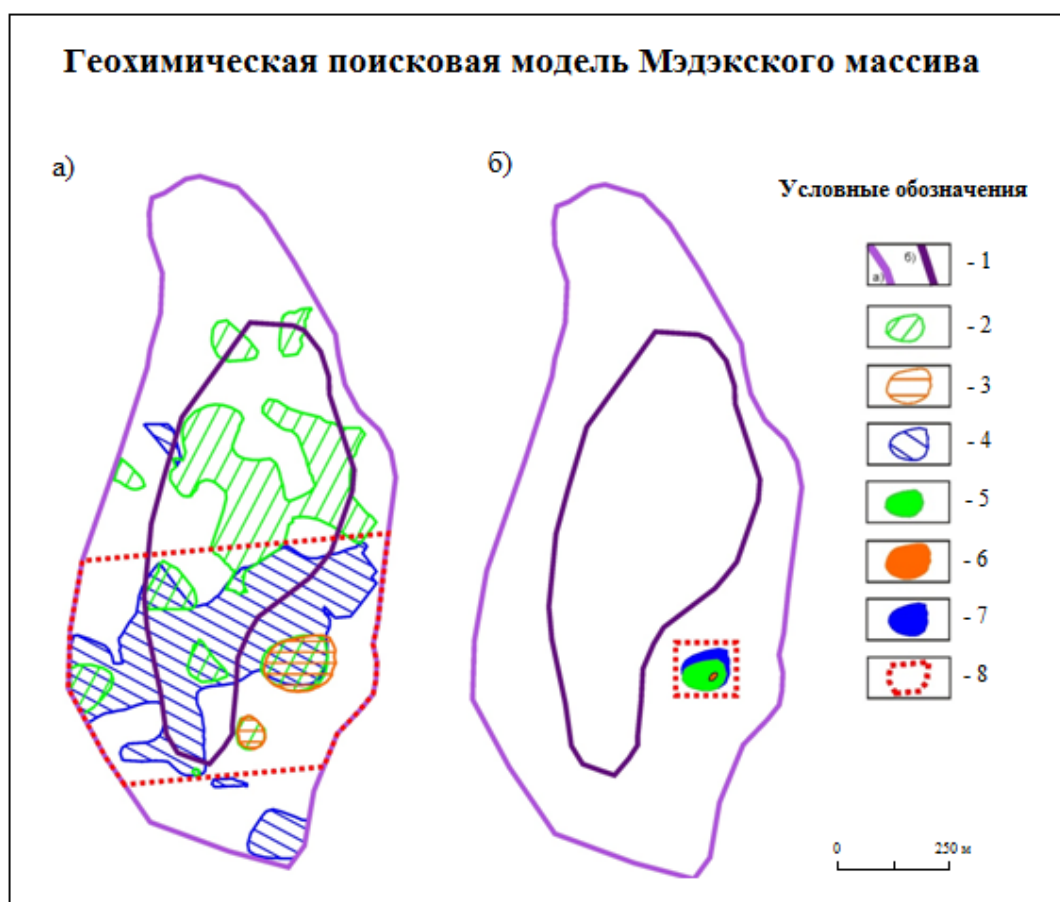 Геохимическая поисковая модель Мэдэкского массива
а)
б)
Условные обозначения
а) б) - 1
- 2
- 3
- 4
- 5
- 6
- 7
- 8
0 250 м